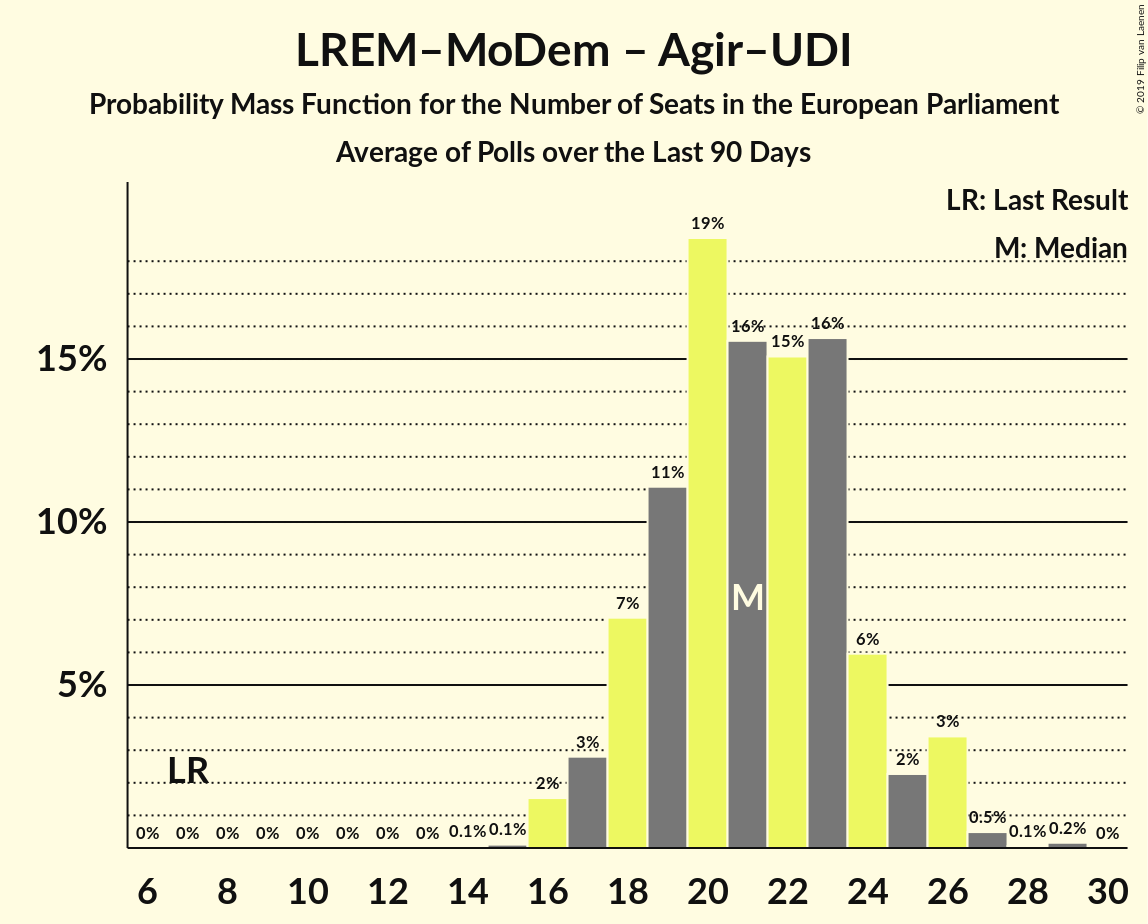 LREM–MoDem – Agir–UDI
Probability Mass Function for the Number of Seats in the European Parliament
Average of Polls over the Last 90 Days
© 2019 Filip van Laenen
LR: Last Result
M: Median
15%
10%
5%
0% 0% 0% 0% 0% 0% 0% 0% 0.1% 0.1% 2% 3% 7% 11% 19% 16% 15% 16% 6% 2% 3% 0.5% 0.1% 0.2% 0%
LR
M
6 8 10 12 14 16 18 20 22 24 26 28 30